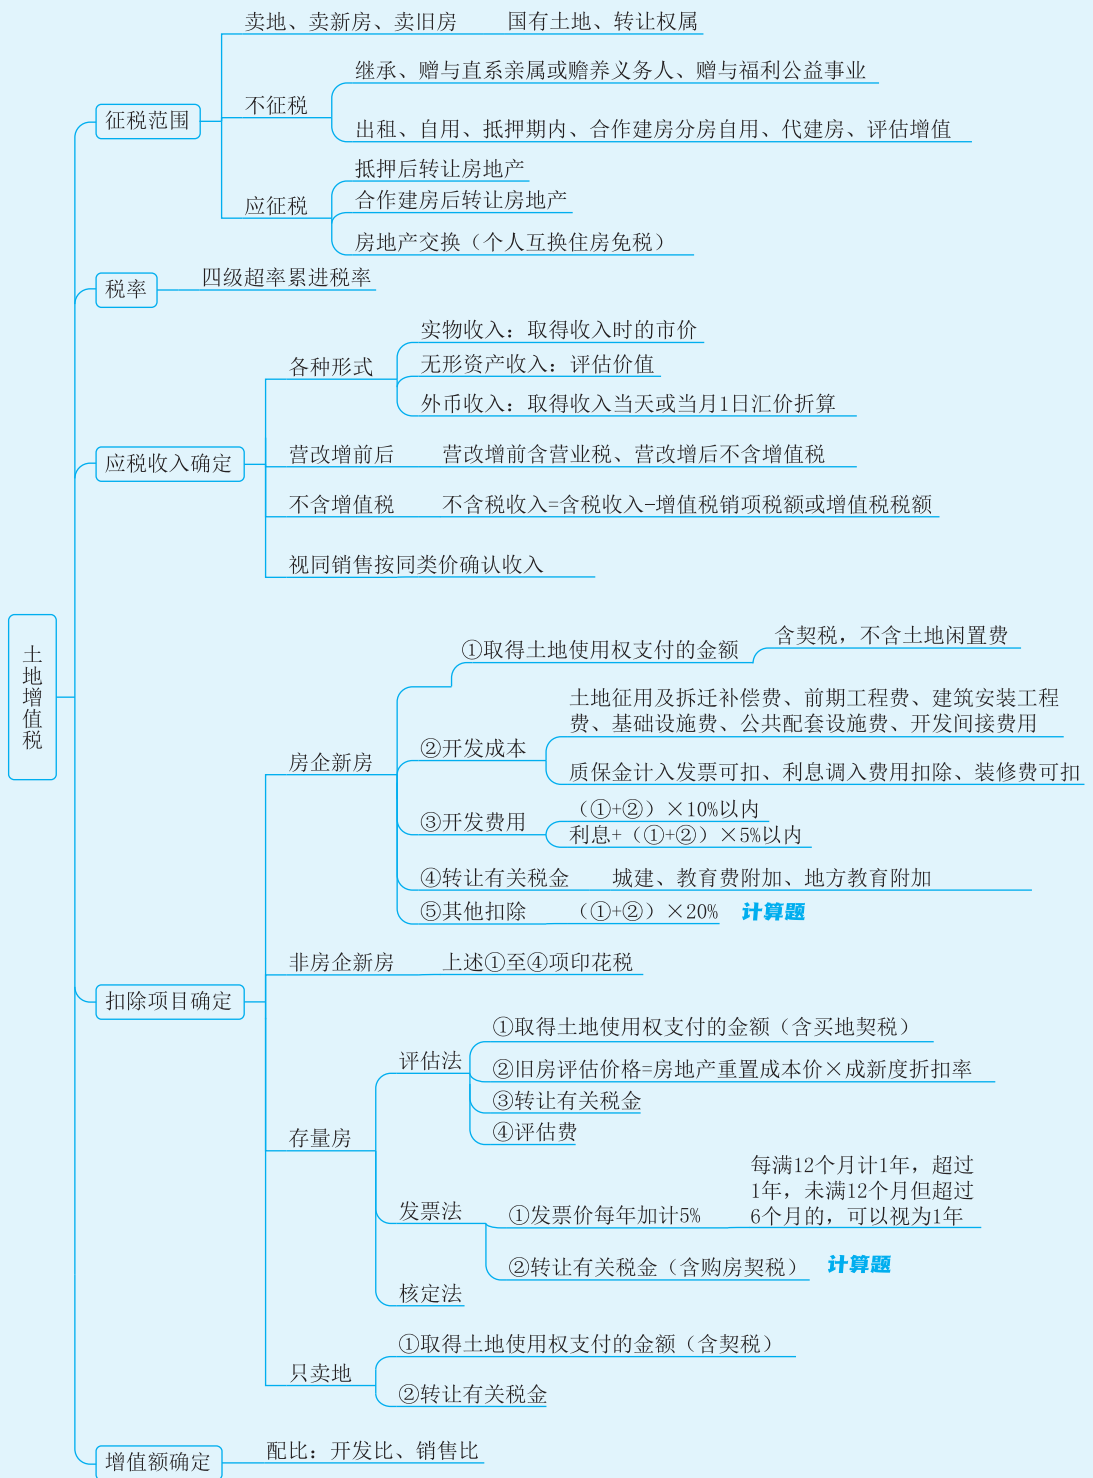 土地增值税
征税范围
卖地、卖新房、卖旧房
国有土地、转让权属
不征税
继承、赠与直系亲属或赡养义务人、赠与福利公益事业
出租、自用、抵押期内、合作建房分房自用、代建房、评估增值
应征税
抵押后转让房地产
合作建房后转让房地产
房地产交换（个人互换住房免税）
税率
四级超率累进税率
应税收入确定
各种形式
实物收入：取得收入时的市价
无形资产收入：评估价值
外币收入：取得收入当天或当月1日汇价折算
营改增前后
营改增前含营业税、营改增后不含增值税
不含增值税
不含税收入=含税收入-增值税销项税额或增值税税额
视同销售按同类价确认收入
扣除项目确定
房企新房
①取得土地使用权支付的金额
含契税，不含土地闲置费
②开发成本
土地征用及拆迁补偿费、前期工程费、建筑安装工程
费、基础设施费、公共配套设施费、开发间接费用
质保金计入发票可扣、利息调入费用扣除、装修费可扣
③开发费用
（①+②）×10%以内
利息+（①+②）×5%以内
④转让有关税金
城建、教育费附加、地方教育附加
⑤其他扣除
（①+②）×20%
计算题
非房企新房
上述①至④项印花税
存量房
评估法
①取得土地使用权支付的金额（含买地契税）
②旧房评估价格=房地产重置成本价×成新度折扣率
③转让有关税金
④评估费
发票法
①发票价每年加计5%
每满12个月计1年，超过
1年，未满12个月但超过
6个月的，可以视为1年
②转让有关税金（含购房契税）
计算题
核定法
只卖地
①取得土地使用权支付的金额（含契税）
②转让有关税金
增值额确定
配比：开发比、销售比